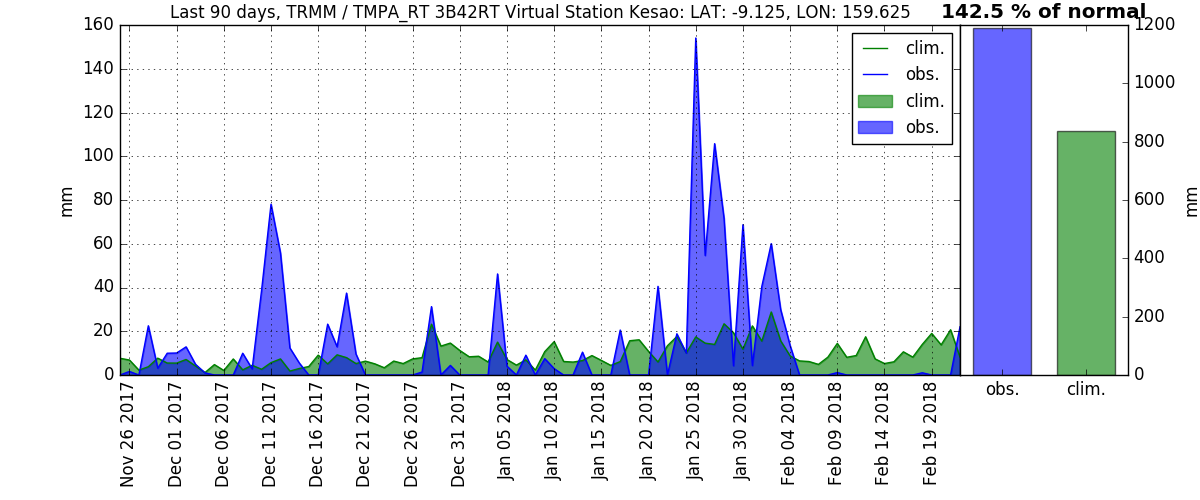 Last 90 days, TRMM / TMPA_RT 3B42RT Virtual Station Kesao: LAT: -9.125, LON: 159.625
142.5 % of normal
160
140
120
100
80
60
40
20
0
mm
clim.
obs.
clim.
obs.
Nov 26 2017
Dec 01 2017
Dec 06 2017
Dec 11 2017
Dec 16 2017
Dec 21 2017
Dec 26 2017
Dec 31 2017
Jan 05 2018
Jan 10 2018
Jan 15 2018
Jan 20 2018
Jan 25 2018
Jan 30 2018
Feb 04 2018
Feb 09 2018
Feb 14 2018
Feb 19 2018
1200
1000
800
600
400
200
0
mm
obs.
clim.